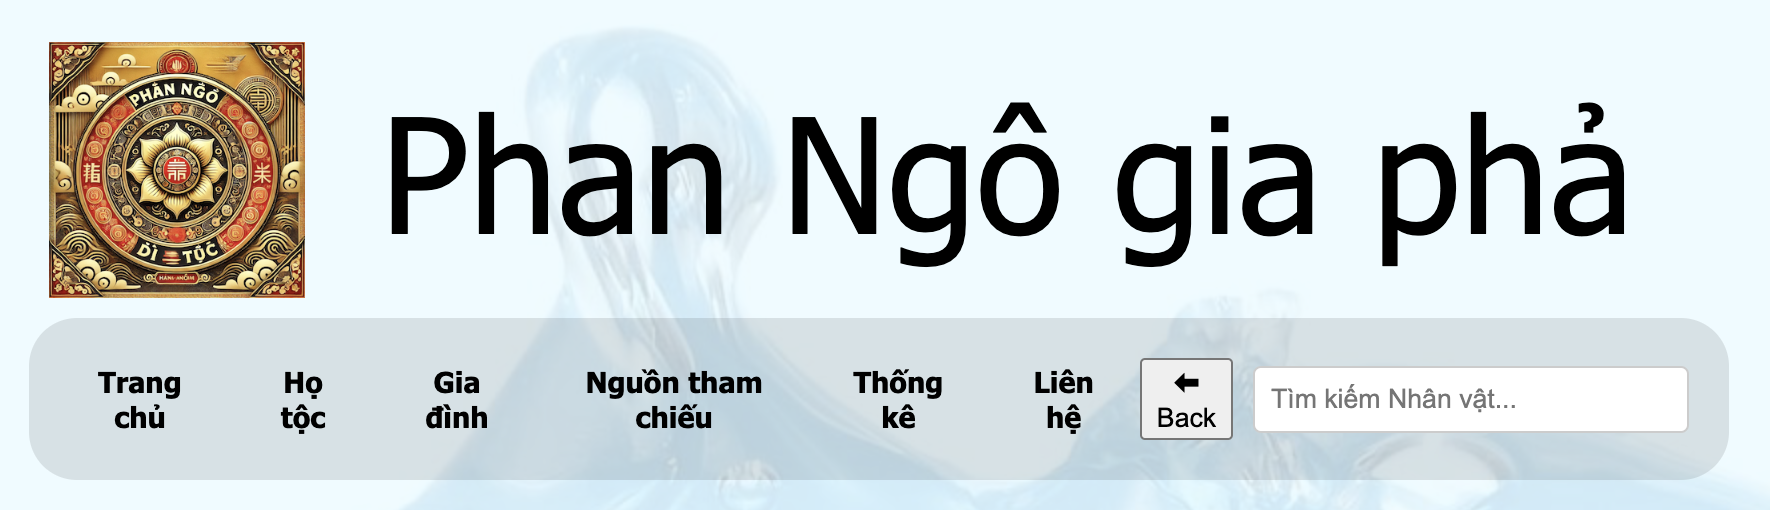 PHAN NGÔ
DÌ TỘC
Phan Ngô gia phả
Trang chủ
Họ tộc
Gia đình
Nguồn tham chiếu
Thống kê
Liên hệ
⬅ Back
Tìm kiếm Nhân vật...